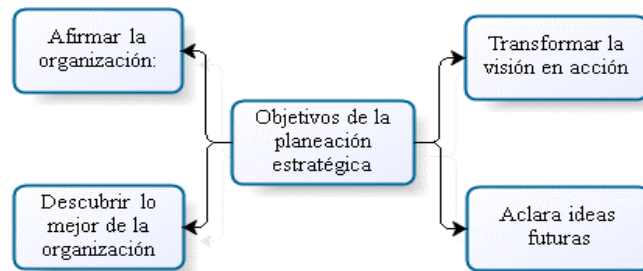 Afirmar la
organización:
Transformar la
visión en acción
Objetivos de la
planeación
estratégica
Descubrir lo
mejor de la
organización
Aclara ideas
futuras